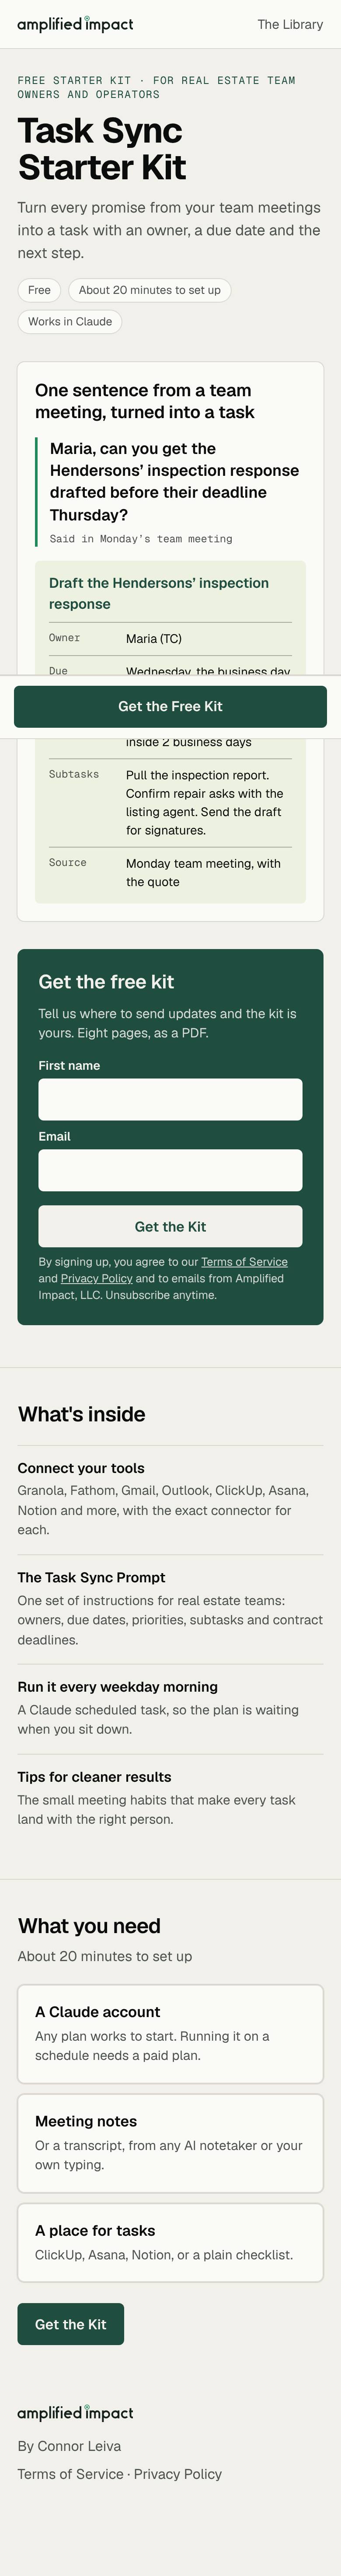 amplified impact
The Library
FREE STARTER KIT · FOR REAL ESTATE TEAM
OWNERS AND OPERATORS
Task Sync
Starter Kit
Turn every promise from your team meetings
into a task with an owner, a due date and the
next step.
Free
About 20 minutes to set up
Works in Claude
One sentence from a team
meeting, turned into a task
Maria, can you get the
Hendersons’ inspection response
drafted before their deadline
Thursday?
Said in Monday’s team meeting
Draft the Hendersons’ inspection
response
Owner
Maria (TC)
Due
Wednesday, the business day
Get the Free Kit
inside 2 business days
Subtasks
Pull the inspection report.
Confirm repair asks with the
listing agent. Send the draft
for signatures.
Source
Monday team meeting, with
the quote
Get the free kit
Tell us where to send updates and the kit is
yours. Eight pages, as a PDF.
First name
Email
Get the Kit
By signing up, you agree to our Terms of Service
and Privacy Policy and to emails from Amplified
Impact, LLC. Unsubscribe anytime.
What's inside
Connect your tools
Granola, Fathom, Gmail, Outlook, ClickUp, Asana,
Notion and more, with the exact connector for
each.
The Task Sync Prompt
One set of instructions for real estate teams:
owners, due dates, priorities, subtasks and contract
deadlines.
Run it every weekday morning
A Claude scheduled task, so the plan is waiting
when you sit down.
Tips for cleaner results
The small meeting habits that make every task
land with the right person.
What you need
About 20 minutes to set up
A Claude account
Any plan works to start. Running it on a
schedule needs a paid plan.
Meeting notes
Or a transcript, from any AI notetaker or your
own typing.
A place for tasks
ClickUp, Asana, Notion, or a plain checklist.
Get the Kit
amplified impact
By Connor Leiva
Terms of Service · Privacy Policy